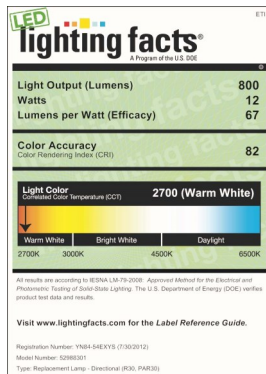 ETI
LED
lighting facts®
A Program of the U.S. DOE
Light Output (Lumens) 800
Watts 12
Lumens per Watt (Efficacy) 67
Color Accuracy
Color Rendering Index (CRI) 82
Light Color
Correlated Color Temperature (CCT) 2700 (Warm White)
Warm White Bright White Daylight
2700K 3000K 4500K 6500K
All results are according to IESNA LM-79-2008: Approved Method for the Electrical and
Photometric Testing of Solid-State Lighting. The U.S. Department of Energy (DOE) verifies
product test data and results.
Visit www.lightingfacts.com for the Label Reference Guide.
Registration Number: YN84-54EXYS (7/30/2012)
Model Number: 52988301
Type: Replacement Lamp - Directional (R30, PAR30)